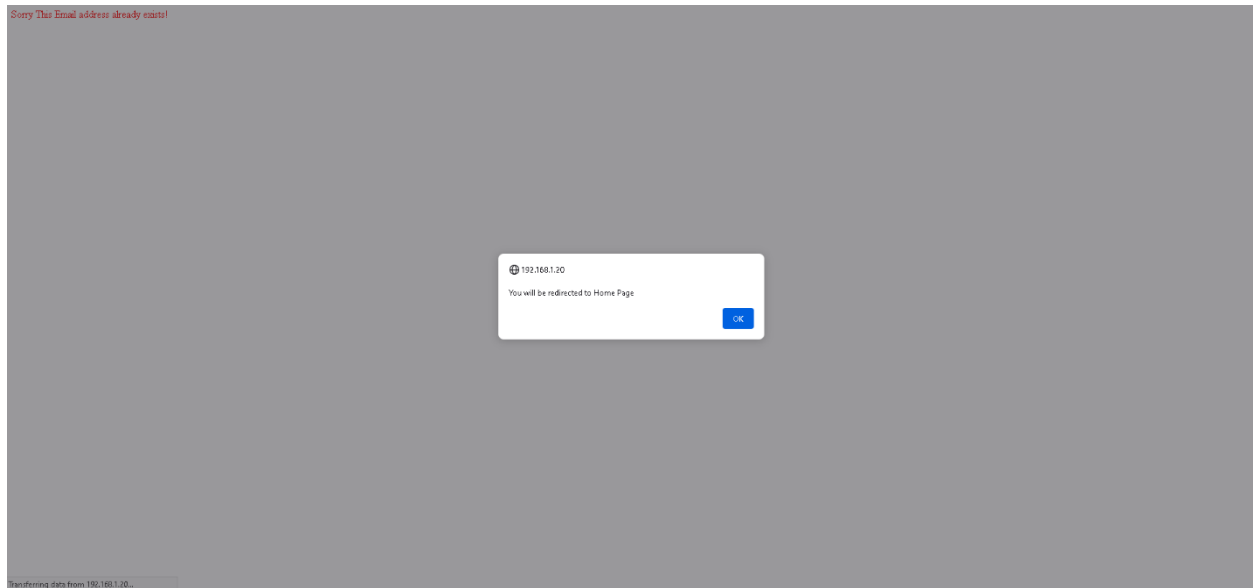 Sorry This Email address already exists!
192.168.1.20
You will be redirected to Home Page
OK
Transferring data from 192.168.1.20...